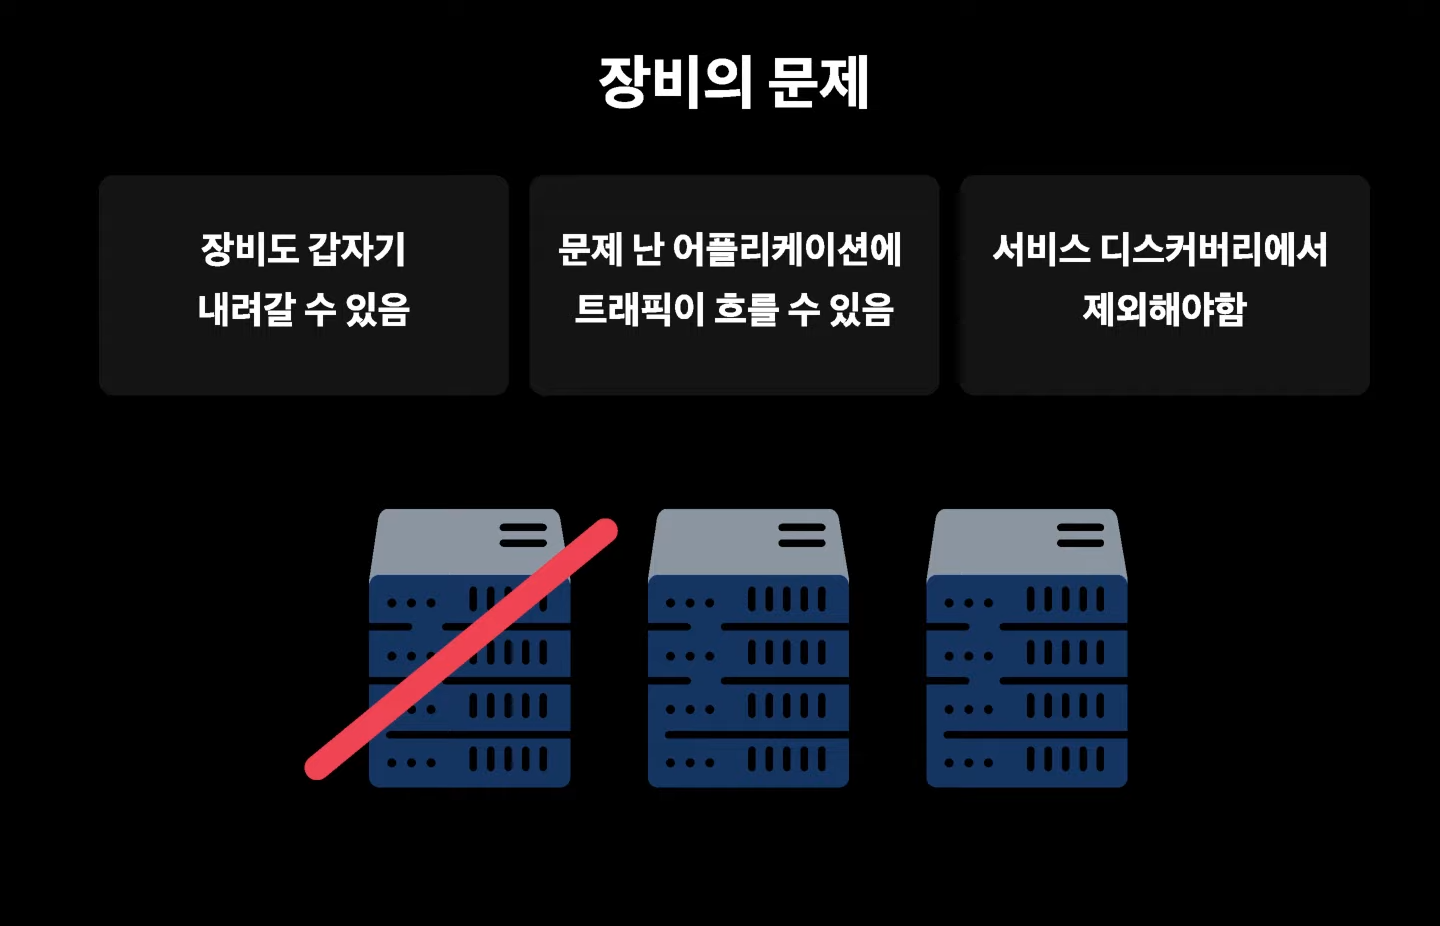 장비의 문제
장비도 갑자기
내려갈 수 있음
문제 난 어플리케이션에
트래픽이 흐를 수 있음
서비스 디스커버리에서
제외해야함